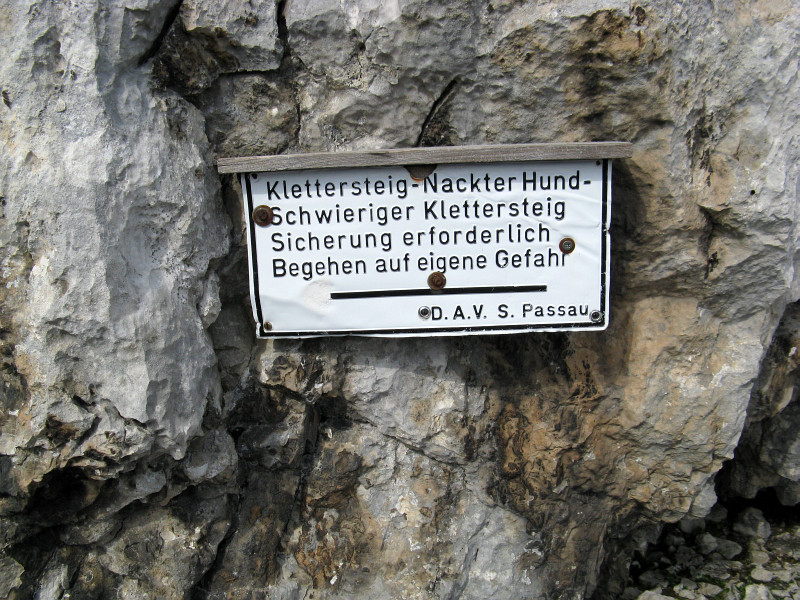 Klettersteig-Nackter Hund-
Schwieriger Klettersteig
Sicherung erforderlich
Begehen auf eigene Gefahr
D.A.V. S. Passau